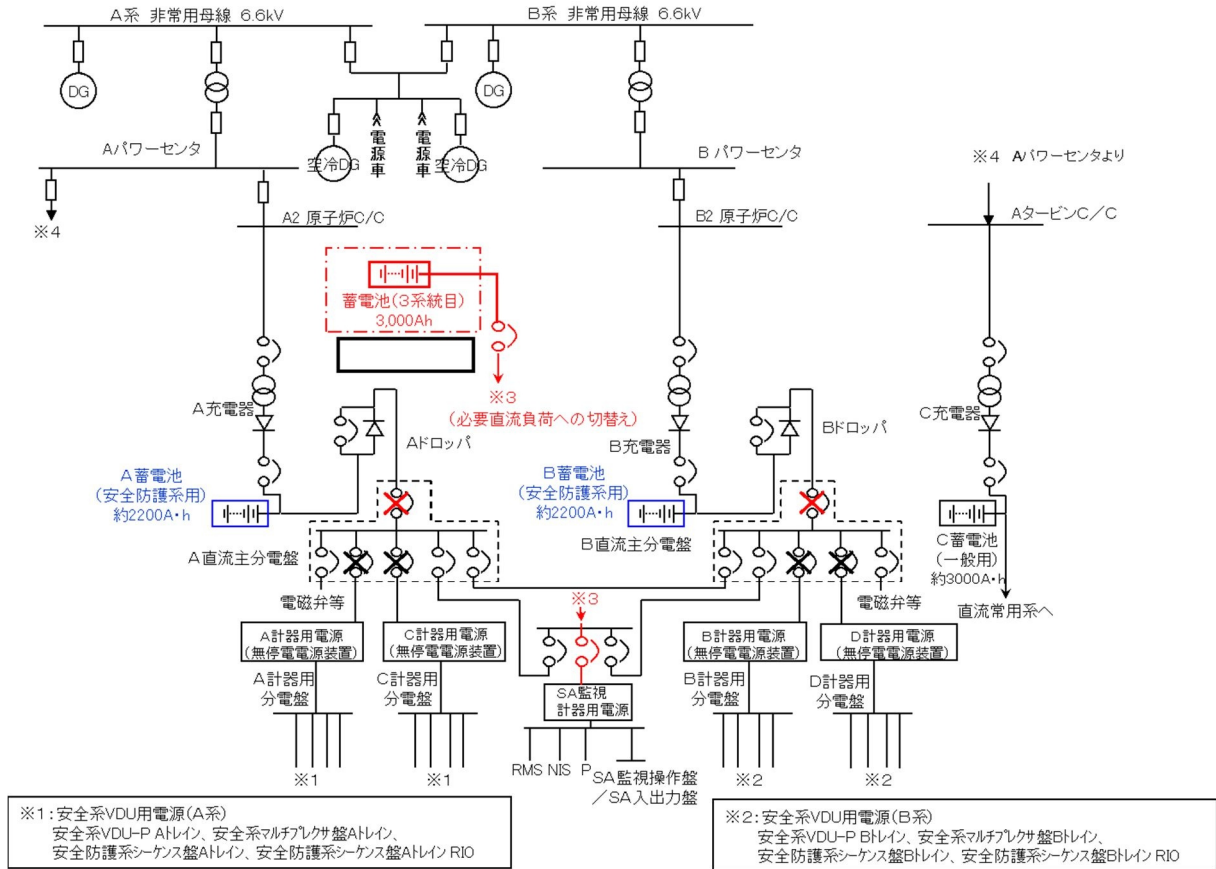 A系 非常用母線 6.6kV
B系 非常用母線 6.6kV
DG
DG
空冷DG
電源車
電源車
空冷DG
Aパワーセンタ
Bパワーセンタ
※4 Aパワーセンタより
※4
A2 原子炉C/C
B2 原子炉C/C
Aタービン C/C
蓄電池(3系統目)
3,000Ah
※3
(必要直流負荷への切替え)
A充電器
Aドロッパ
B充電器
Bドロッパ
C充電器
A蓄電池
(安全防護系用)
約2200A・h
B蓄電池
(安全防護系用)
約2200A・h
C蓄電池
(一般用)
約3000A・h
A直流主分電盤
B直流主分電盤
電磁弁等
※3
電磁弁等
直流常用系へ
A計器用電源
(無停電電源装置)
C計器用電源
(無停電電源装置)
SA監視
計器用電源
B計器用電源
(無停電電源装置)
D計器用電源
(無停電電源装置)
A計器用
分電盤
C計器用
分電盤
B計器用
分電盤
D計器用
分電盤
RMS NIS P
SA監視操作盤
/SA入出力盤
※1
※1
※2
※2
※1:安全系VDU用電源(A系)
安全系VDU-P Aトレイン、安全系マルチプレクサ盤Aトレイン、
安全防護系シーケンス盤Aトレイン、安全防護系シーケンス盤Aトレイン RIO
※2:安全系VDU用電源(B系)
安全系VDU-P Bトレイン、安全系マルチプレクサ盤Bトレイン、
安全防護系シーケンス盤Bトレイン、安全防護系シーケンス盤Bトレイン RIO